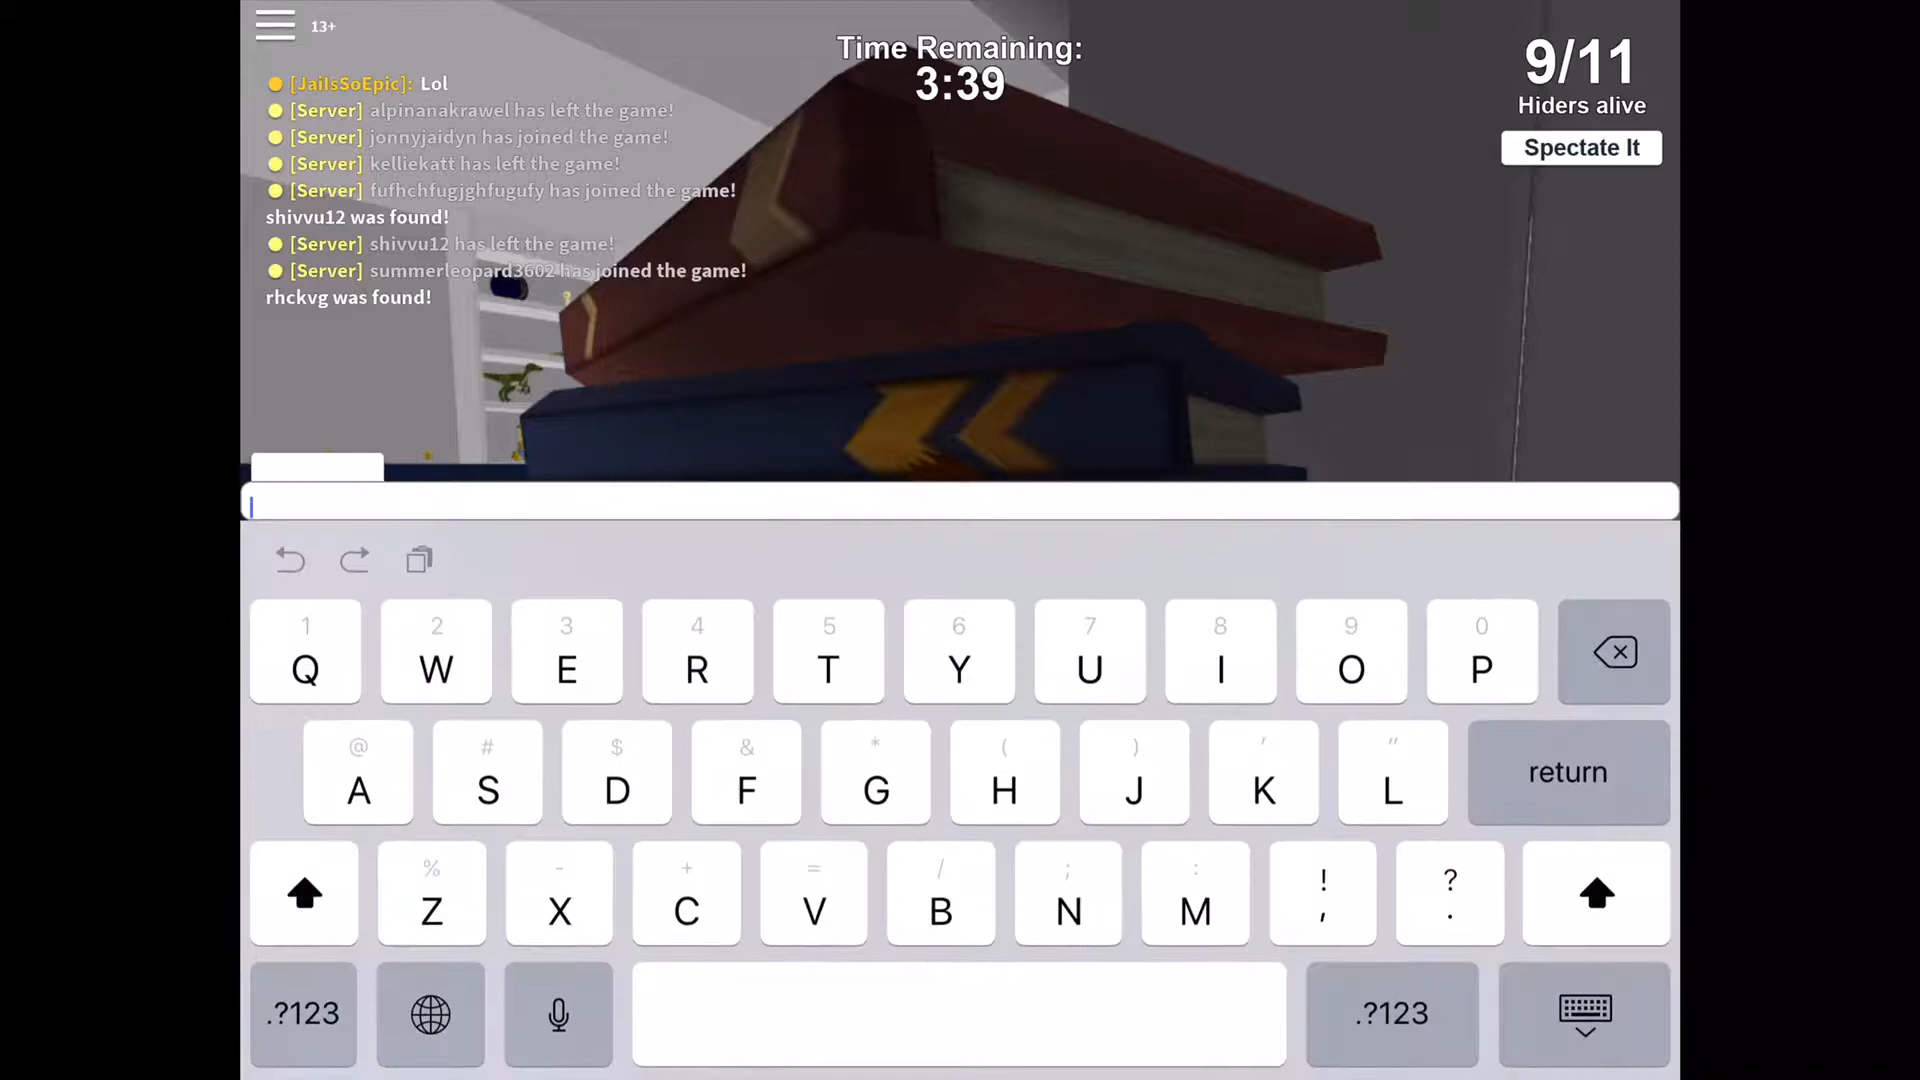 13+
Time Remaining:
3:39
9/11
Hiders alive
Spectate It
[JailsSoEpic]: Lol
[Server] alpinanakrawel has left the game!
[Server] jonnyjaidyn has joined the game!
[Server] kelliekatt has left the game!
[Server] fufhchfugjghfugufy has joined the game!
shivvu12 was found!
[Server] shivvu12 has left the game!
[Server] summerleopard3602 has joined the game!
rhckvg was found!
1 2 3 4 5 6 7 8 9 0
Q W E R T Y U I O P
@ # $ & * ( ) ' "
A S D F G H J K L return
% - + = / ; : ! ?
Z X C V B N M , .
.?123 .?123